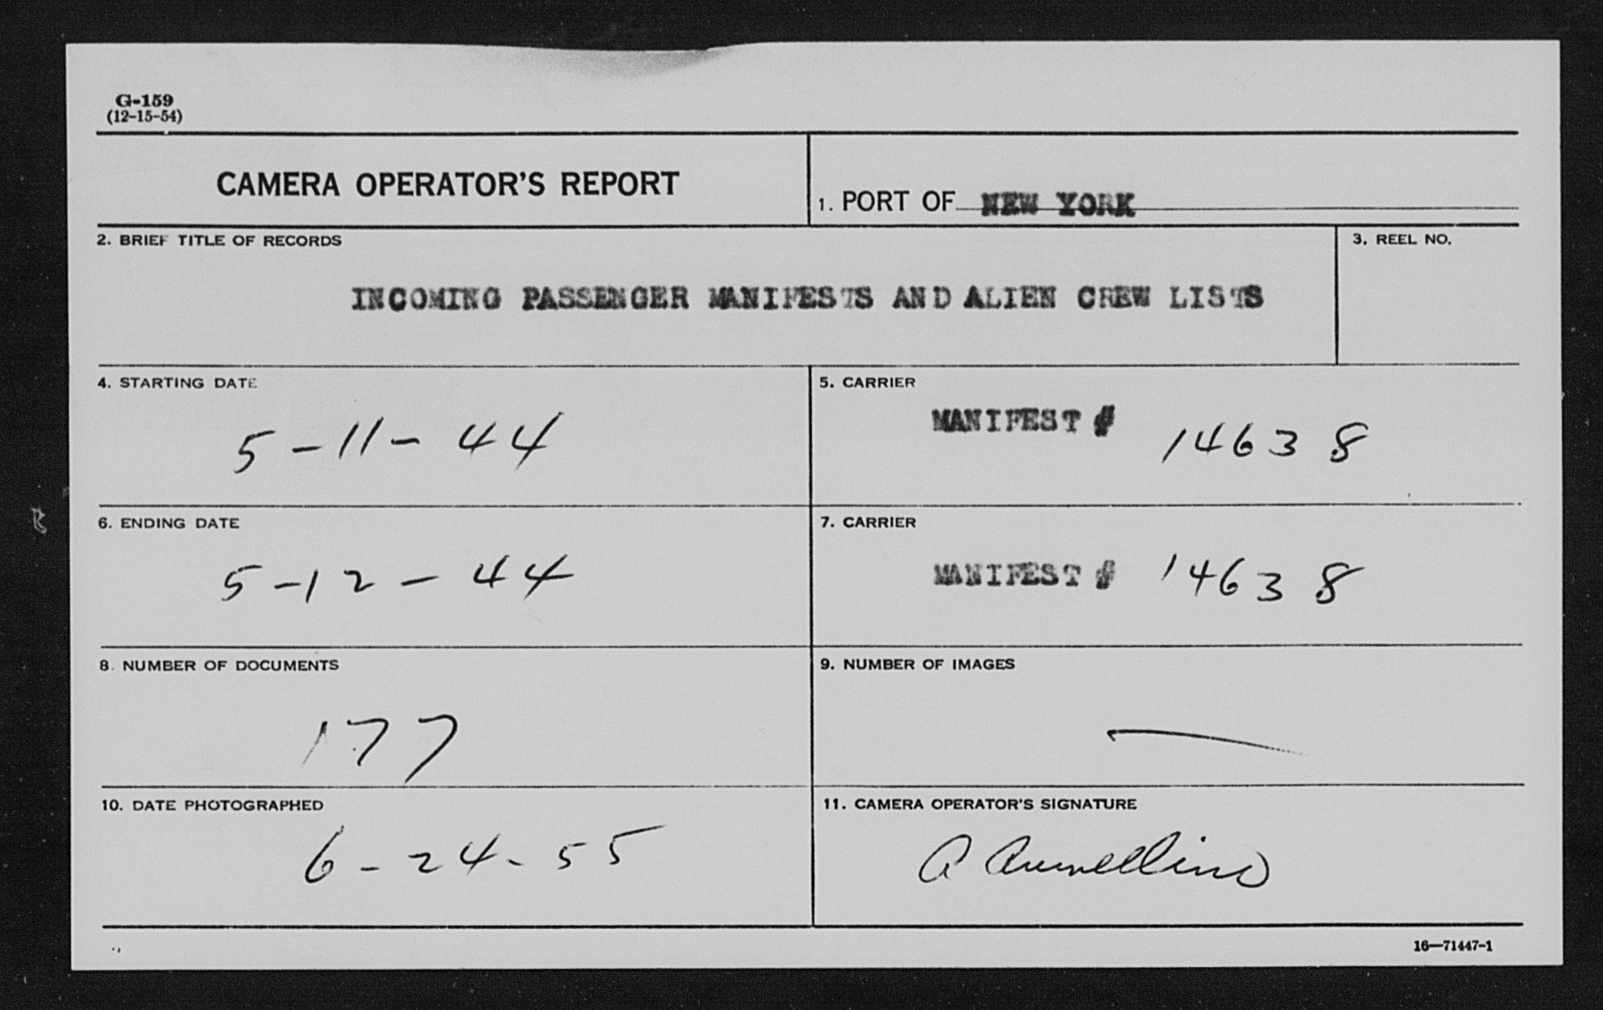 G-159
(12-15-54)
CAMERA OPERATOR'S REPORT
1. PORT OF NEW YORK
2. BRIEF TITLE OF RECORDS
3. REEL NO.
INCOMING PASSENGER MANIFESTS AND ALIEN CREW LISTS
4. STARTING DATE
5-11-44
5. CARRIER
MANIFEST # 14638
6. ENDING DATE
5-12-44
7. CARRIER
MANIFEST # 14638
8. NUMBER OF DOCUMENTS
177
9. NUMBER OF IMAGES
—
10. DATE PHOTOGRAPHED
6-24-55
11. CAMERA OPERATOR'S SIGNATURE
16—71447-1